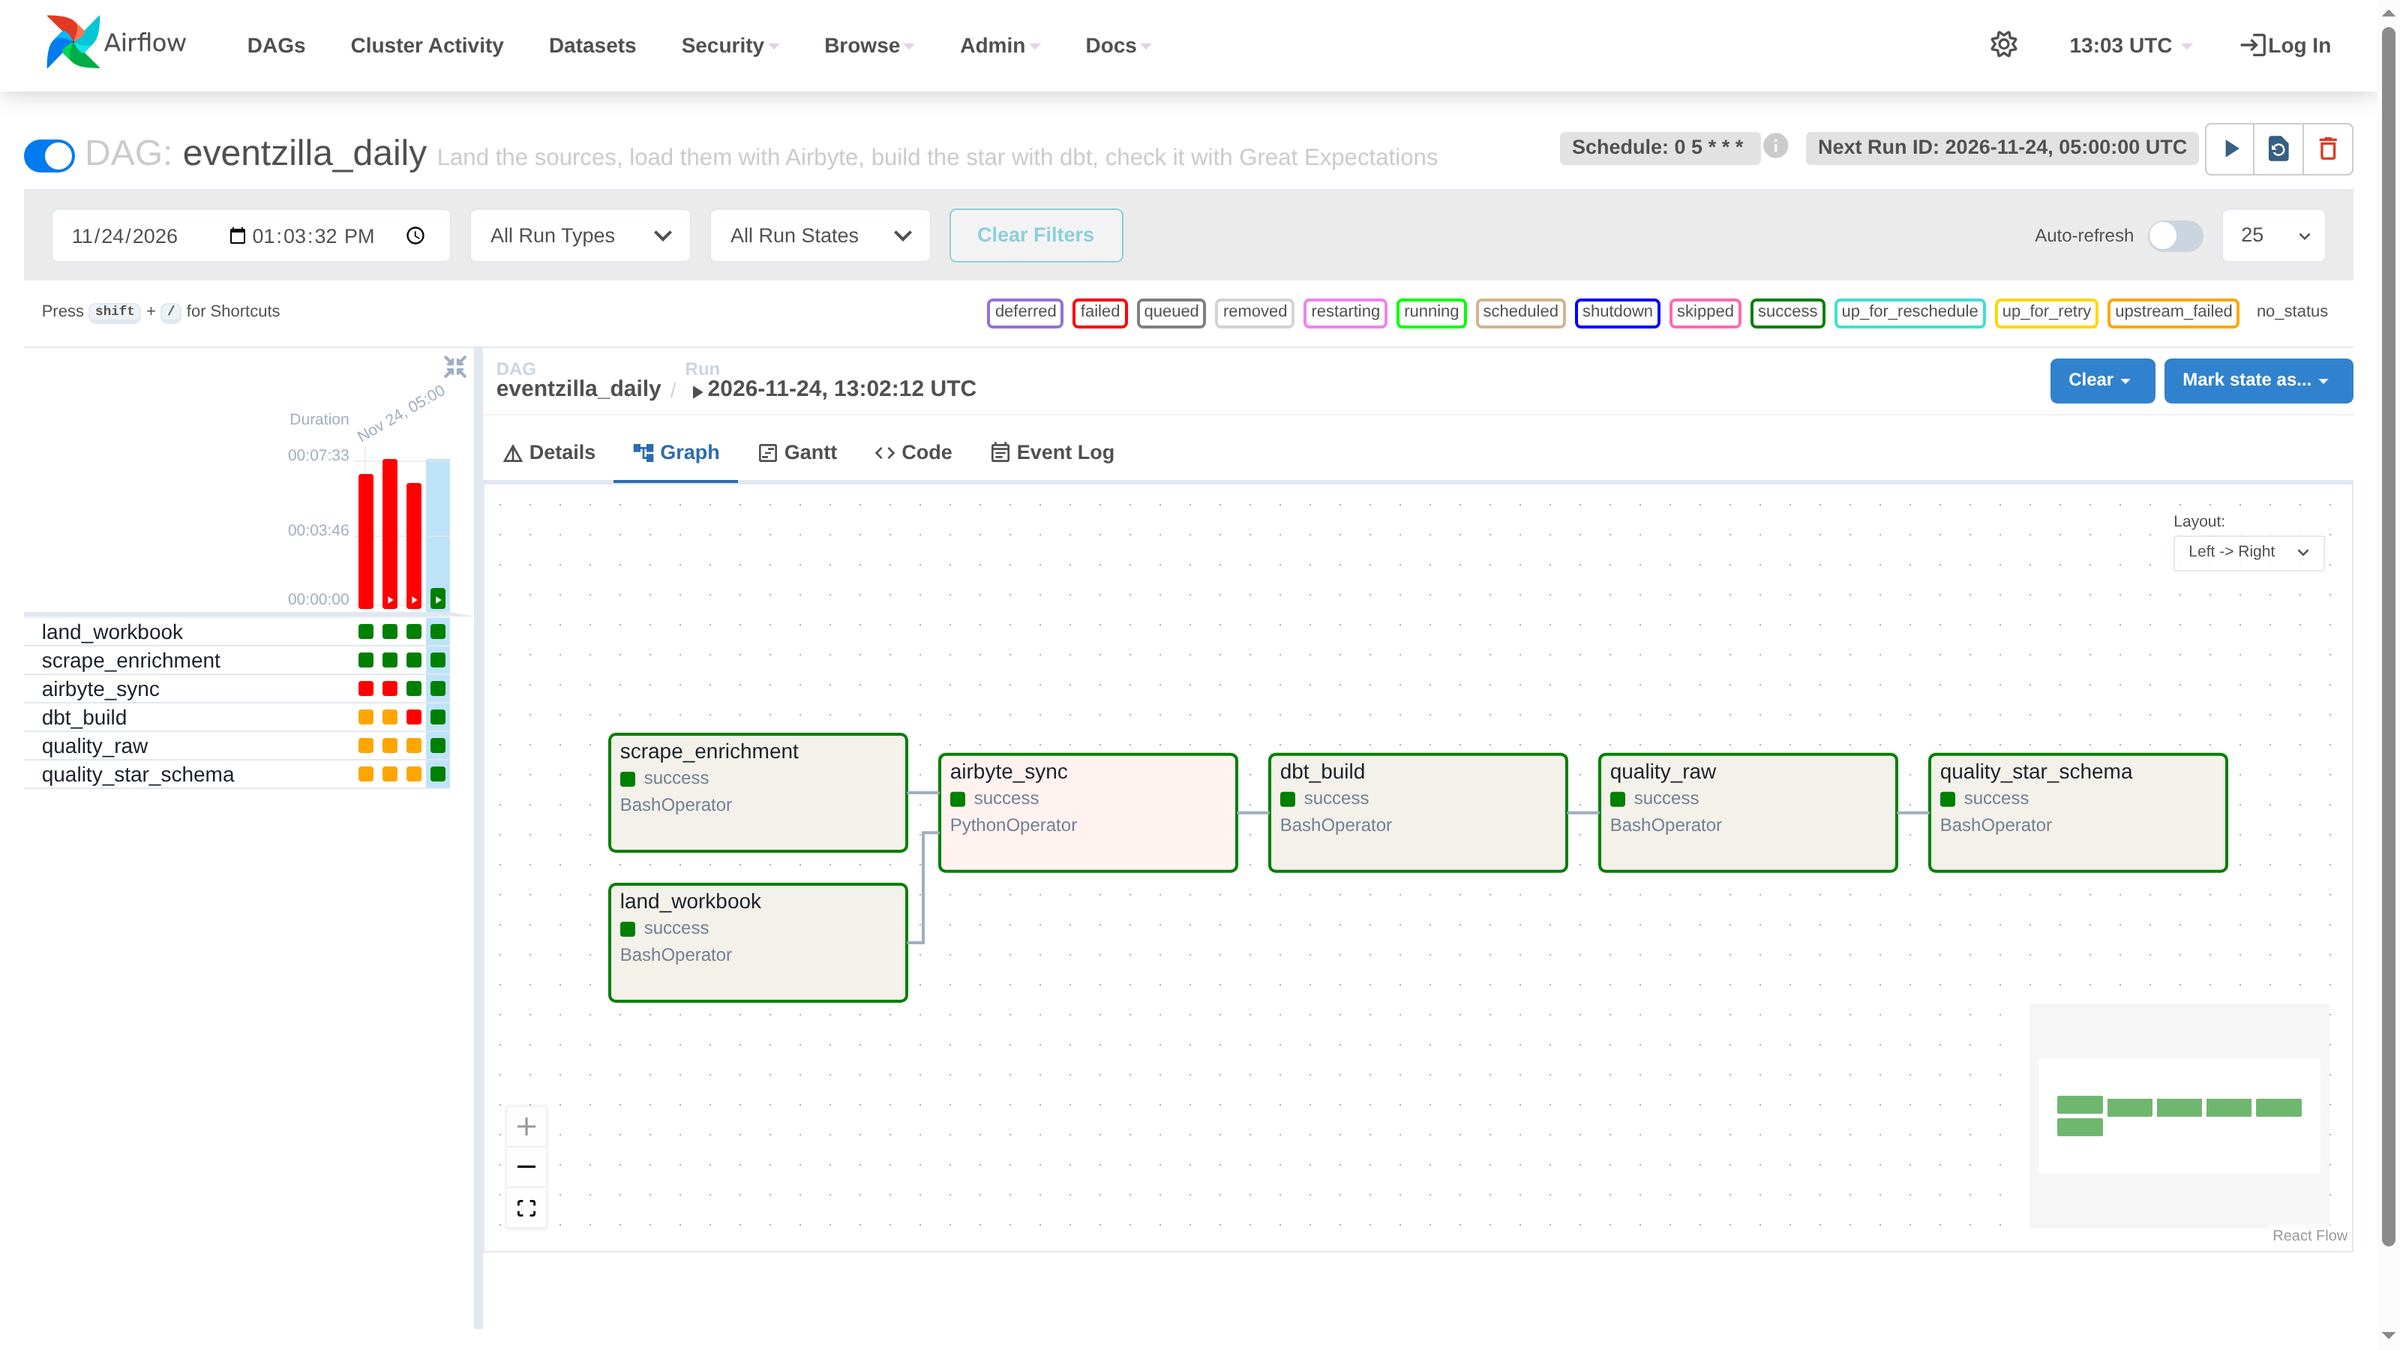 Airflow
DAGs
Cluster Activity
Datasets
Security
Browse
Admin
Docs
13:03 UTC
Log In
DAG: eventzilla_daily
Land the sources, load them with Airbyte, build the star with dbt, check it with Great Expectations
Schedule: 0 5 * * *
i
Next Run ID: 2026-11-24, 05:00:00 UTC
11/24/2026
01:03:32 PM
All Run Types
All Run States
Clear Filters
Auto-refresh
25
Press shift + / for Shortcuts
deferred
failed
queued
removed
restarting
running
scheduled
shutdown
skipped
success
up_for_reschedule
up_for_retry
upstream_failed
no_status
Duration
Nov 24, 05:00
00:07:33
00:03:46
00:00:00
land_workbook
scrape_enrichment
airbyte_sync
dbt_build
quality_raw
quality_star_schema
DAG
eventzilla_daily
/
Run
2026-11-24, 13:02:12 UTC
Clear
Mark state as...
Details
Graph
Gantt
Code
Event Log
Layout:
Left -> Right
scrape_enrichment
success
BashOperator
land_workbook
success
BashOperator
airbyte_sync
success
PythonOperator
dbt_build
success
BashOperator
quality_raw
success
BashOperator
quality_star_schema
success
BashOperator
React Flow